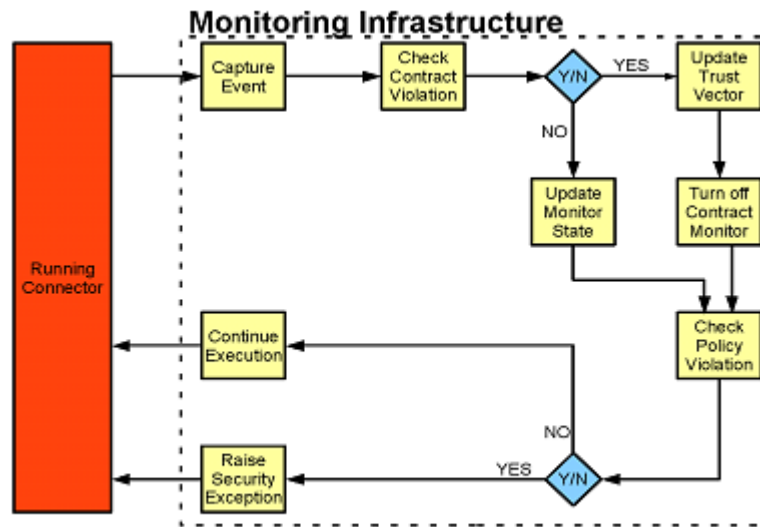 Monitoring Infrastructure
Capture
Event
Check
Contract
Violation
Y/N
YES
Update
Trust
Vector
NO
Update
Monitor
State
Turn off
Contract
Monitor
Running
Connector
Continue
Execution
Check
Policy
Violation
NO
Raise
Security
Exception
YES
Y/N